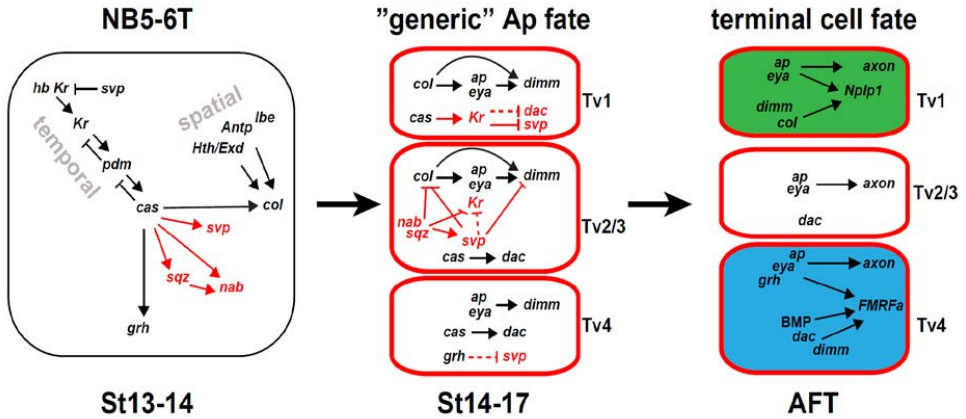 NB5-6T
hb Kr svp
Kr
pdm
cas
temporal
spatial
Antp lbe
Hth/Exd
col
svp
sqz
nab
grh
St13-14
”generic” Ap fate
col ap dimm
eya
cas Kr dac
svp
Tv1
col ap dimm
eya
Kr
nab
sqz
svp
cas dac
Tv2/3
ap dimm
eya
cas dac
grh svp
Tv4
St14-17
terminal cell fate
ap axon
eya
Nplp1
dimm
col
Tv1
ap
eya axon
dac
Tv2/3
ap
eya axon
grh
FMRFa
BMP
dac
dimm
Tv4
AFT